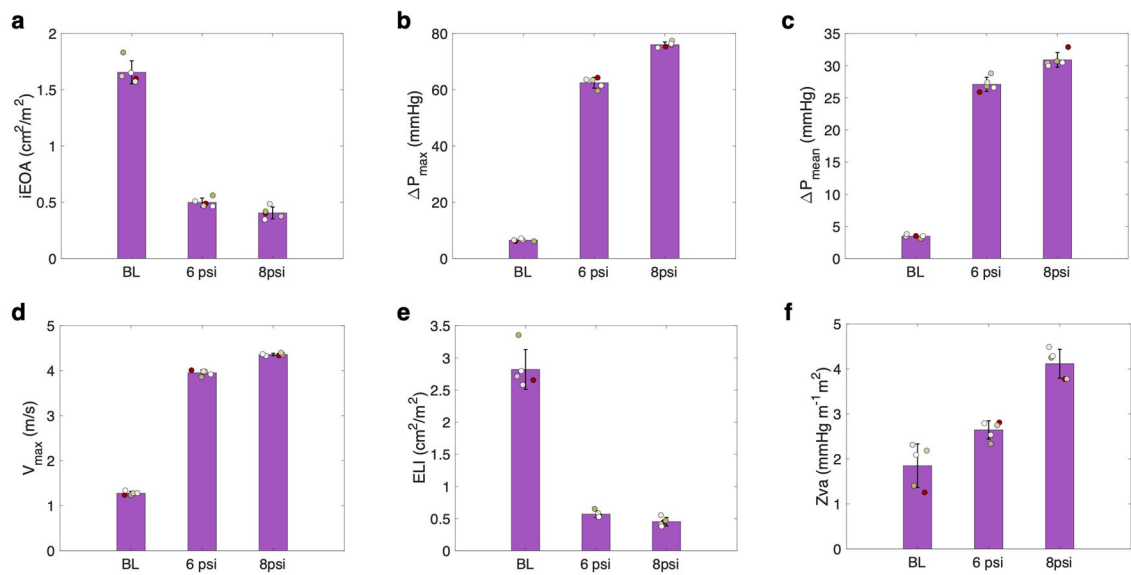 a
iEOA (cm²/m²)
2
1.5
1
0.5
0
BL 6 psi 8psi
b
ΔP_max (mmHg)
80
60
40
20
0
BL 6 psi 8psi
c
ΔP_mean (mmHg)
35
30
25
20
15
10
5
0
BL 6 psi 8psi
d
V_max (m/s)
5
4
3
2
1
0
BL 6 psi 8psi
e
ELI (cm²/m²)
3.5
3
2.5
2
1.5
1
0.5
0
BL 6 psi 8psi
f
Zva (mmHg m⁻¹m²)
5
4
3
2
1
0
BL 6 psi 8psi